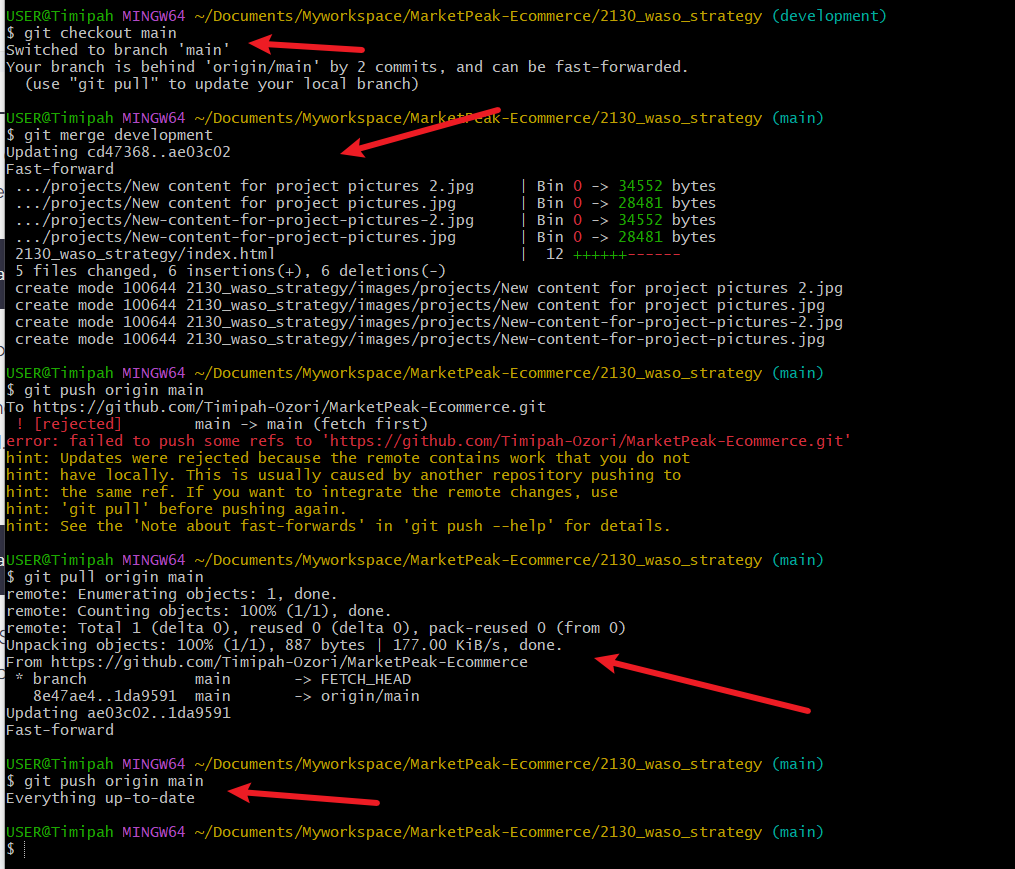 USER@Timipah MINGW64 ~/Documents/Myworkspace/MarketPeak-Ecommerce/2130_waso_strategy (development)
$ git checkout main
Switched to branch 'main'
Your branch is behind 'origin/main' by 2 commits, and can be fast-forwarded.
  (use "git pull" to update your local branch)
USER@Timipah MINGW64 ~/Documents/Myworkspace/MarketPeak-Ecommerce/2130_waso_strategy (main)
$ git merge development
Updating cd47368..ae03c02
Fast-forward
 .../projects/New content for project pictures 2.jpg     | Bin 0 -> 34552 bytes
 .../projects/New content for project pictures.jpg       | Bin 0 -> 28481 bytes
 .../projects/New-content-for-project-pictures-2.jpg     | Bin 0 -> 34552 bytes
 .../projects/New-content-for-project-pictures.jpg       | Bin 0 -> 28481 bytes
 2130_waso_strategy/index.html                           |  12 ++++++------
 5 files changed, 6 insertions(+), 6 deletions(-)
 create mode 100644 2130_waso_strategy/images/projects/New content for project pictures 2.jpg
 create mode 100644 2130_waso_strategy/images/projects/New content for project pictures.jpg
 create mode 100644 2130_waso_strategy/images/projects/New-content-for-project-pictures-2.jpg
 create mode 100644 2130_waso_strategy/images/projects/New-content-for-project-pictures.jpg
USER@Timipah MINGW64 ~/Documents/Myworkspace/MarketPeak-Ecommerce/2130_waso_strategy (main)
$ git push origin main
To https://github.com/Timipah-Ozori/MarketPeak-Ecommerce.git
 ! [rejected]        main -> main (fetch first)
error: failed to push some refs to 'https://github.com/Timipah-Ozori/MarketPeak-Ecommerce.git'
hint: Updates were rejected because the remote contains work that you do not
hint: have locally. This is usually caused by another repository pushing to
hint: the same ref. If you want to integrate the remote changes, use
hint: 'git pull' before pushing again.
hint: See the 'Note about fast-forwards' in 'git push --help' for details.
USER@Timipah MINGW64 ~/Documents/Myworkspace/MarketPeak-Ecommerce/2130_waso_strategy (main)
$ git pull origin main
remote: Enumerating objects: 1, done.
remote: Counting objects: 100% (1/1), done.
remote: Total 1 (delta 0), reused 0 (delta 0), pack-reused 0 (from 0)
Unpacking objects: 100% (1/1), 887 bytes | 177.00 KiB/s, done.
From https://github.com/Timipah-Ozori/MarketPeak-Ecommerce
 * branch            main       -> FETCH_HEAD
   8e47ae4..1da9591  main       -> origin/main
Updating ae03c02..1da9591
Fast-forward
USER@Timipah MINGW64 ~/Documents/Myworkspace/MarketPeak-Ecommerce/2130_waso_strategy (main)
$ git push origin main
Everything up-to-date
USER@Timipah MINGW64 ~/Documents/Myworkspace/MarketPeak-Ecommerce/2130_waso_strategy (main)
$